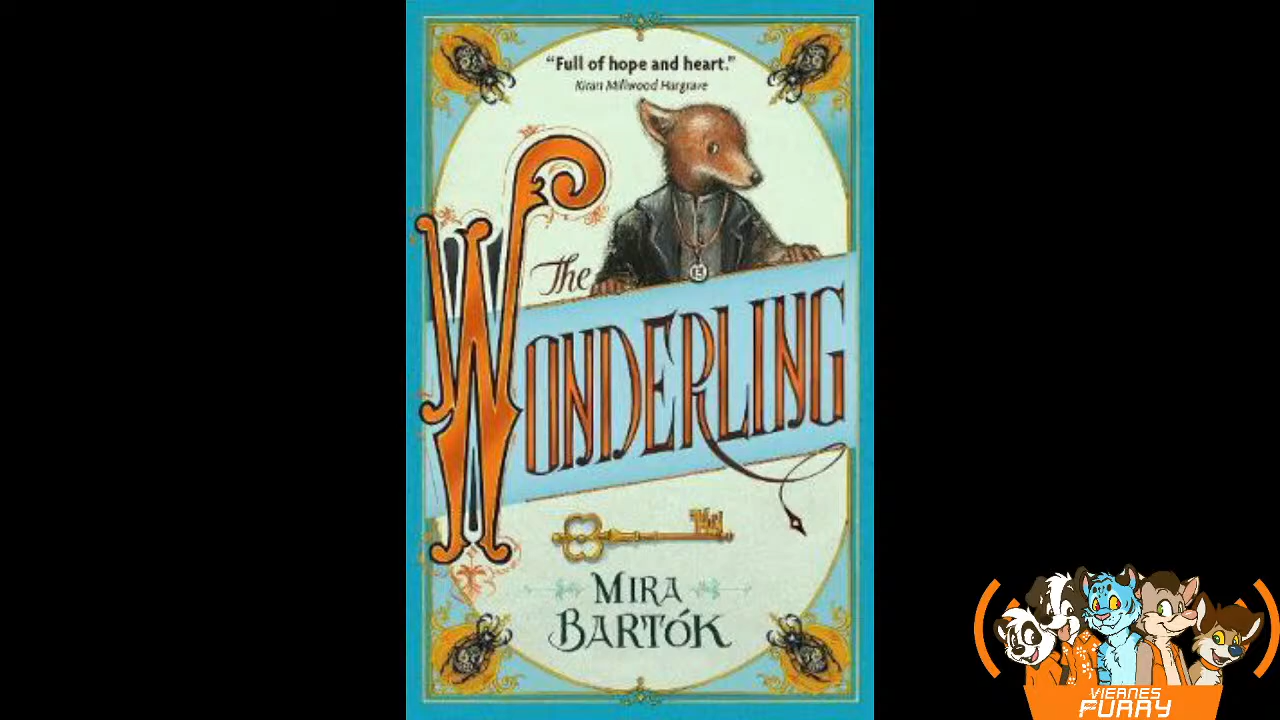 “Full of hope and heart.”
Kiran Millwood Hargrave
The
WONDERLING
MIRA
BARTÓK
VIERNES
FURRY